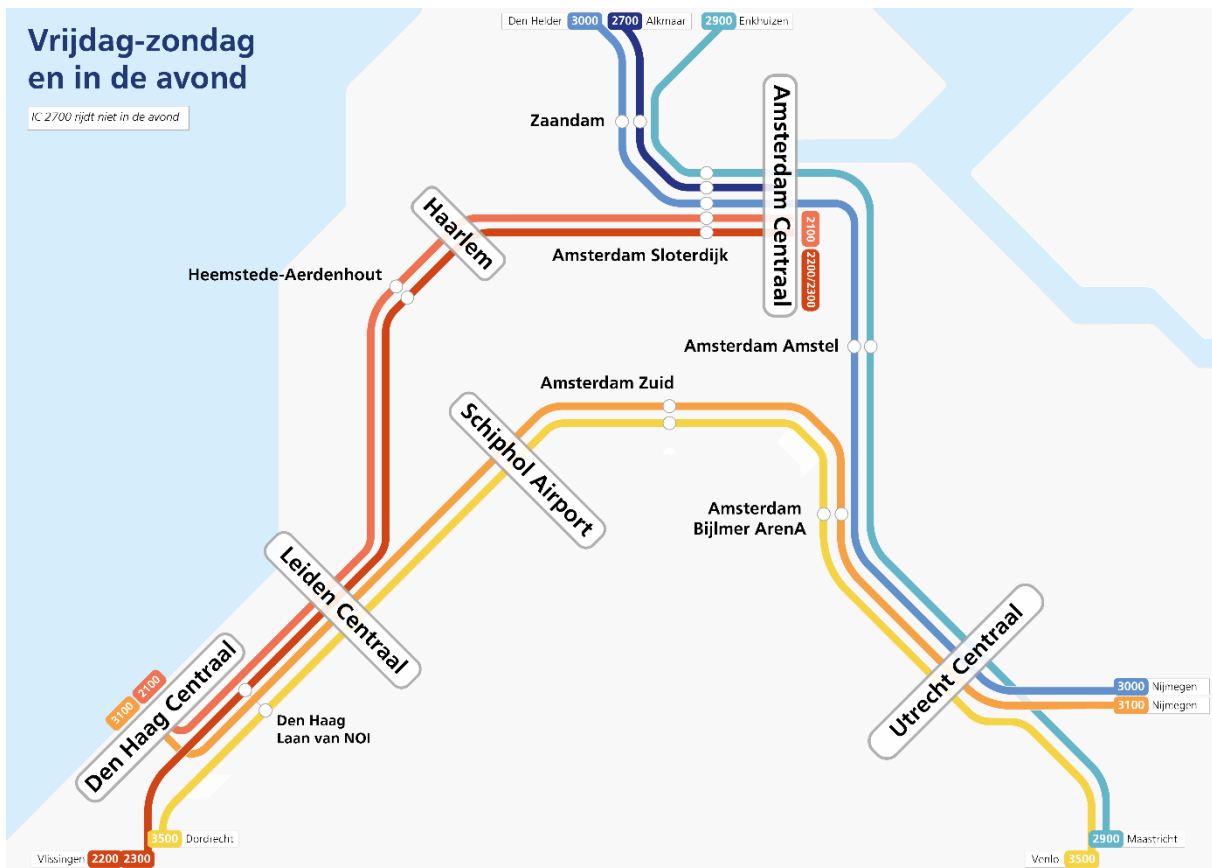 Vrijdag-zondag
en in de avond
IC 2700 rijdt niet in de avond
Den Helder 3000 2700 Alkmaar 2900 Enkhuizen
Zaandam
Amsterdam Centraal
Haarlem
2100
2200/2300
Amsterdam Sloterdijk
Heemstede-Aerdenhout
Amsterdam Amstel
Amsterdam Zuid
Schiphol Airport
Amsterdam
Bijlmer ArenA
Leiden Centraal
Utrecht Centraal
Den Haag Centraal
3100 2100
Den Haag
Laan van NOI
3000 Nijmegen
3100 Nijmegen
3500 Dordrecht
2900 Maastricht
Vlissingen 2200 2300
Venlo 3500